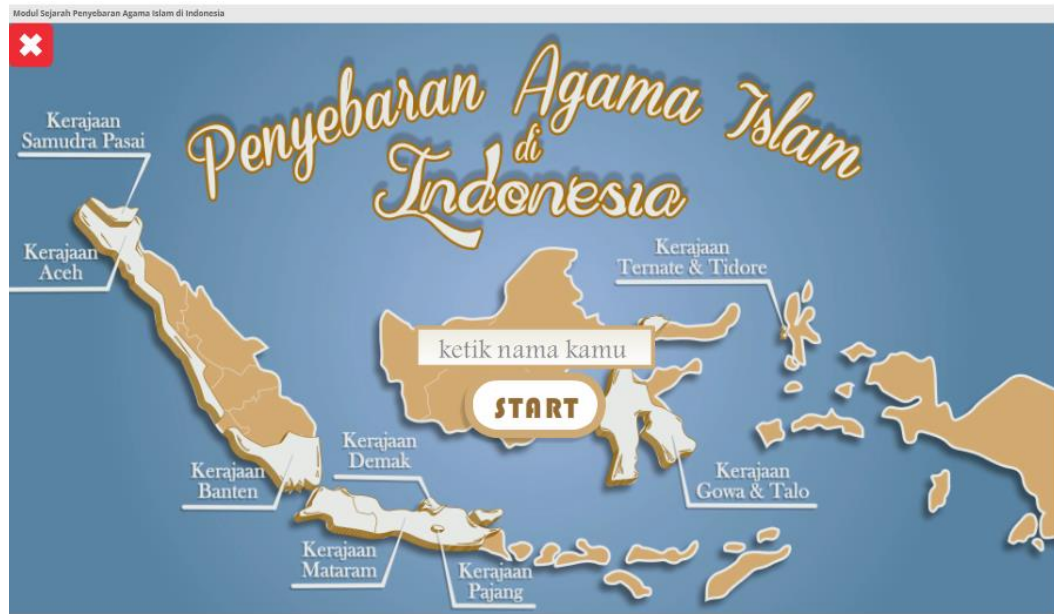 Modul Sejarah Penyebaran Agama Islam di Indonesia
Penyebaran Agama Islam
di
Indonesia
Kerajaan
Samudra Pasai
Kerajaan
Aceh
Kerajaan
Ternate & Tidore
ketik nama kamu
START
Kerajaan
Demak
Kerajaan
Banten
Kerajaan
Gowa & Talo
Kerajaan
Mataram
Kerajaan
Pajang